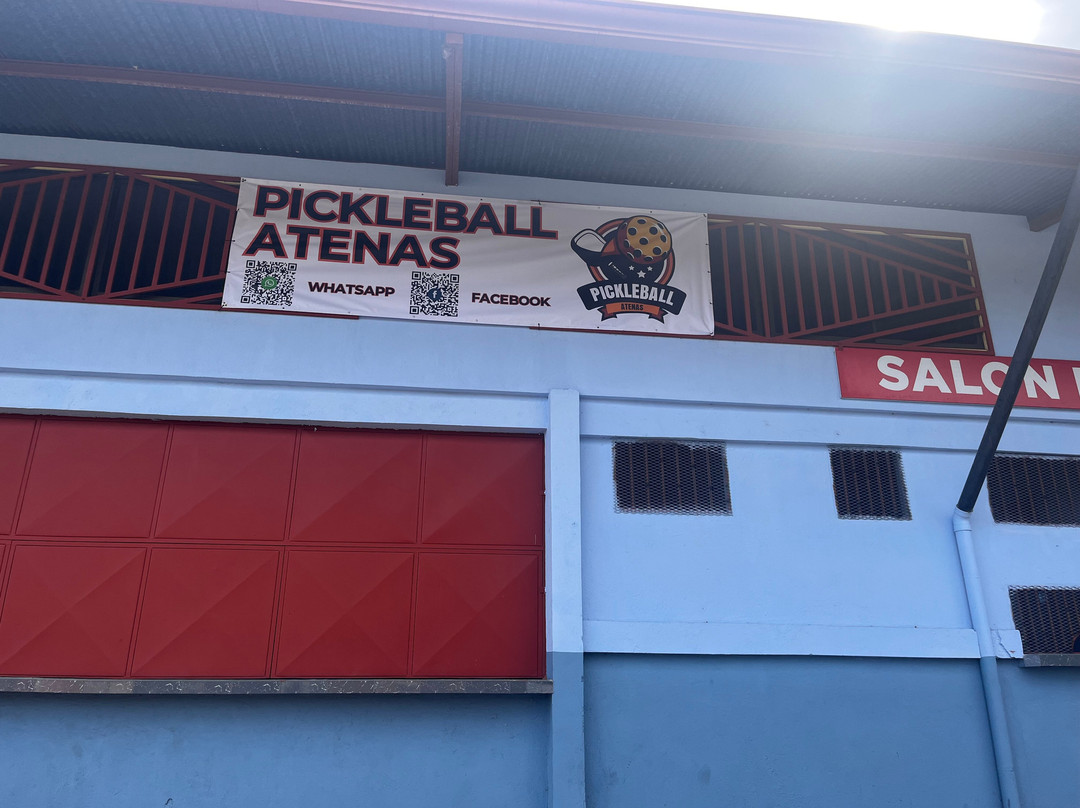 PICKLEBALL
ATENAS
WHATSAPP
FACEBOOK
PICKLEBALL
ATENAS
SALON